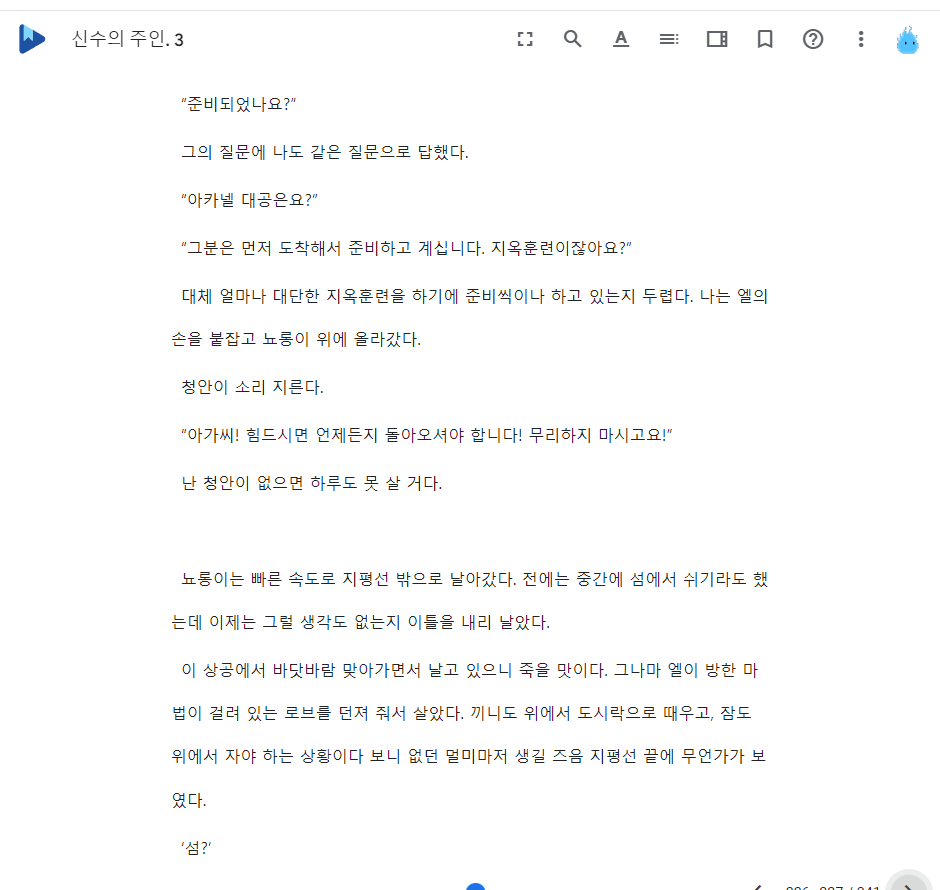 신수의 주인. 3
"준비되었나요?"
그의 질문에 나도 같은 질문으로 답했다.
"아카넬 대공은요?"
"그분은 먼저 도착해서 준비하고 계십니다. 지옥훈련이잖아요?"
대체 얼마나 대단한 지옥훈련을 하기에 준비씩이나 하고 있는지 두렵다. 나는 엘의
손을 붙잡고 뇨롱이 위에 올라갔다.
청안이 소리 지른다.
"아가씨! 힘드시면 언제든지 돌아오셔야 합니다! 무리하지 마시고요!"
난 청안이 없으면 하루도 못 살 거다.
뇨롱이는 빠른 속도로 지평선 밖으로 날아갔다. 전에는 중간에 섬에서 쉬기라도 했
는데 이제는 그럴 생각도 없는지 이틀을 내리 날았다.
이 상공에서 바닷바람 맞아가면서 날고 있으니 죽을 맛이다. 그나마 엘이 방한 마
법이 걸려 있는 로브를 던져 줘서 살았다. 끼니도 위에서 도시락으로 때우고, 잠도
위에서 자야 하는 상황이다 보니 없던 멀미마저 생길 즈음 지평선 끝에 무언가가 보
였다.
'섬?'